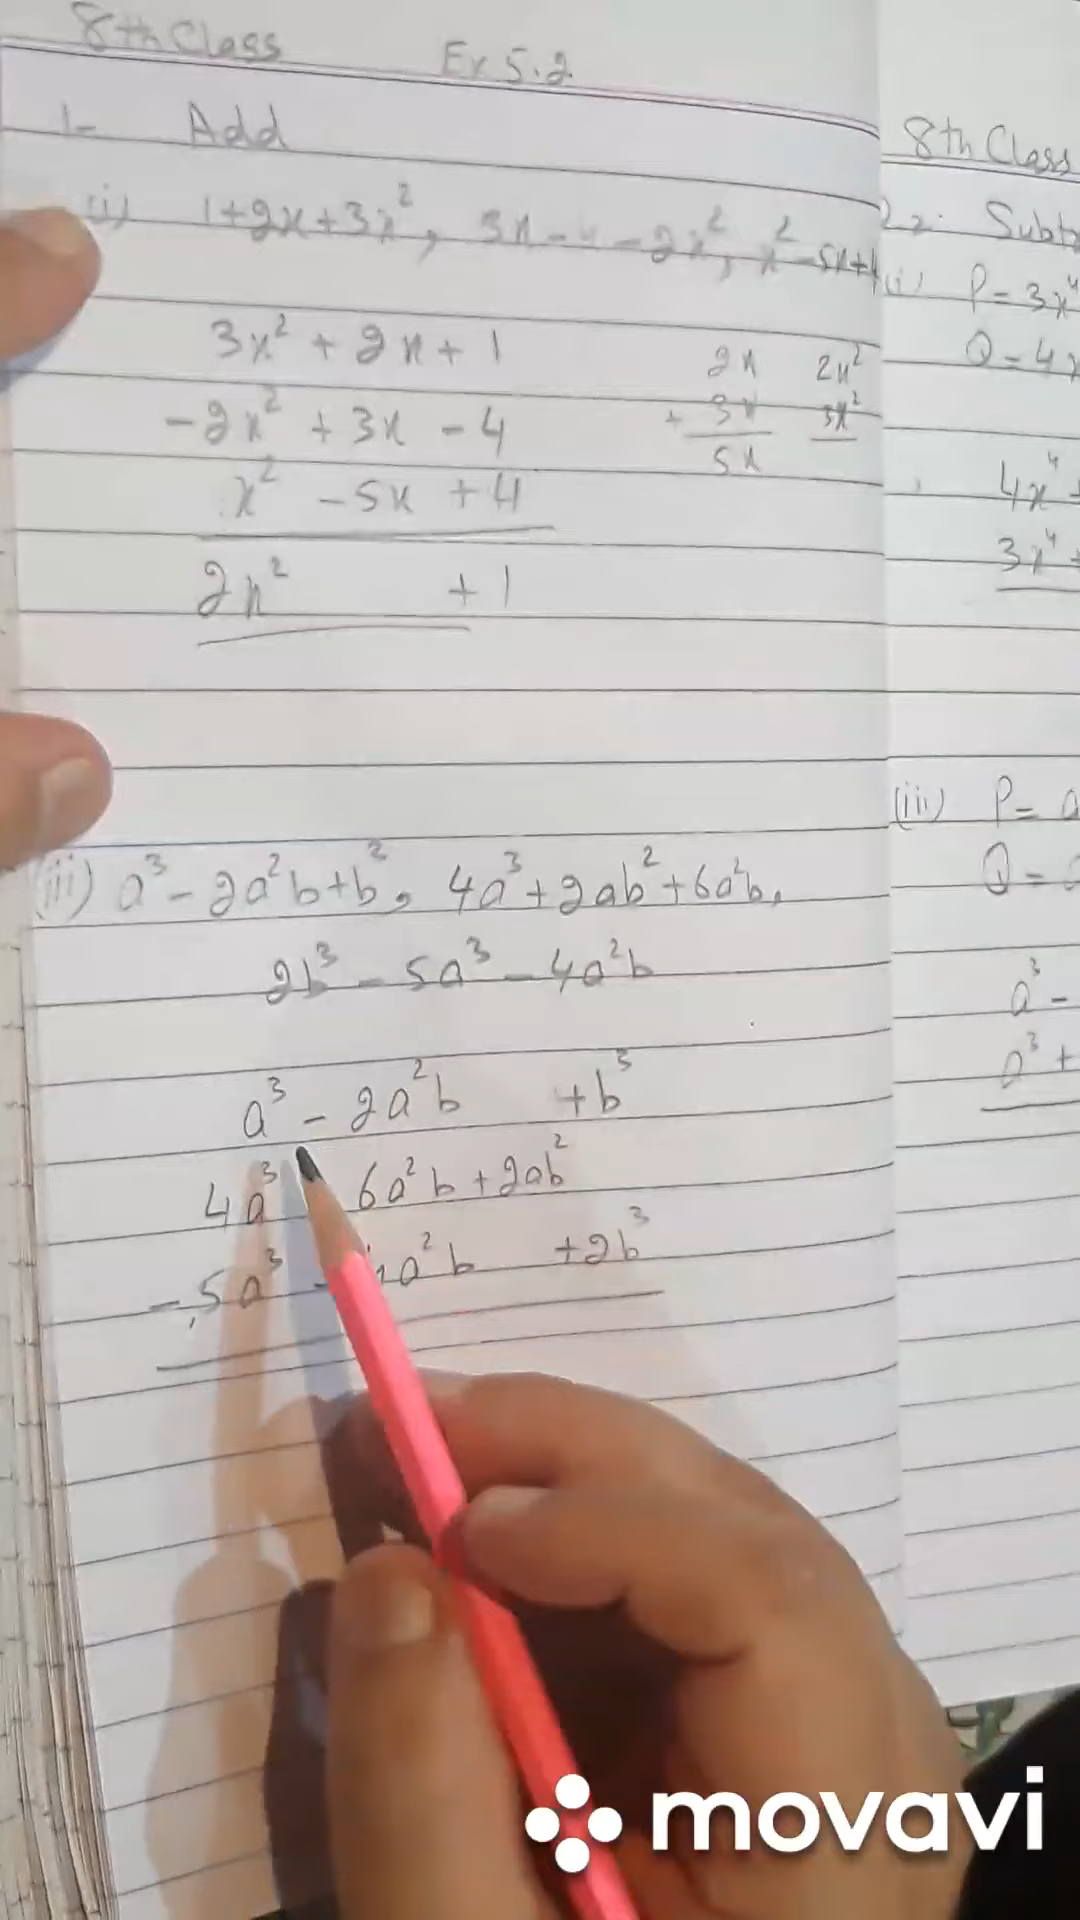 8th Class Ex 5.2
1- Add
(i) 1+2x+3x², 3x-4-2x², x²-5x+4
3x² + 2x + 1
-2x² + 3x - 4
x² - 5x + 4
2x² + 1
2x 2x²
+ 3x 3x²
5x
(iii) a³-2a²b+b³, 4a³+2ab²+6a²b,
2b³-5a³-4a²b
a³ - 2a²b +b³
4a³ 6a²b+2ab²
-5a³ - a²b +2b³
8th Class
Subt
(i) P=3x⁴
Q=4x
4x⁴
3x⁴
(iii) P= a
Q=
a³ -
a³ +
movavi